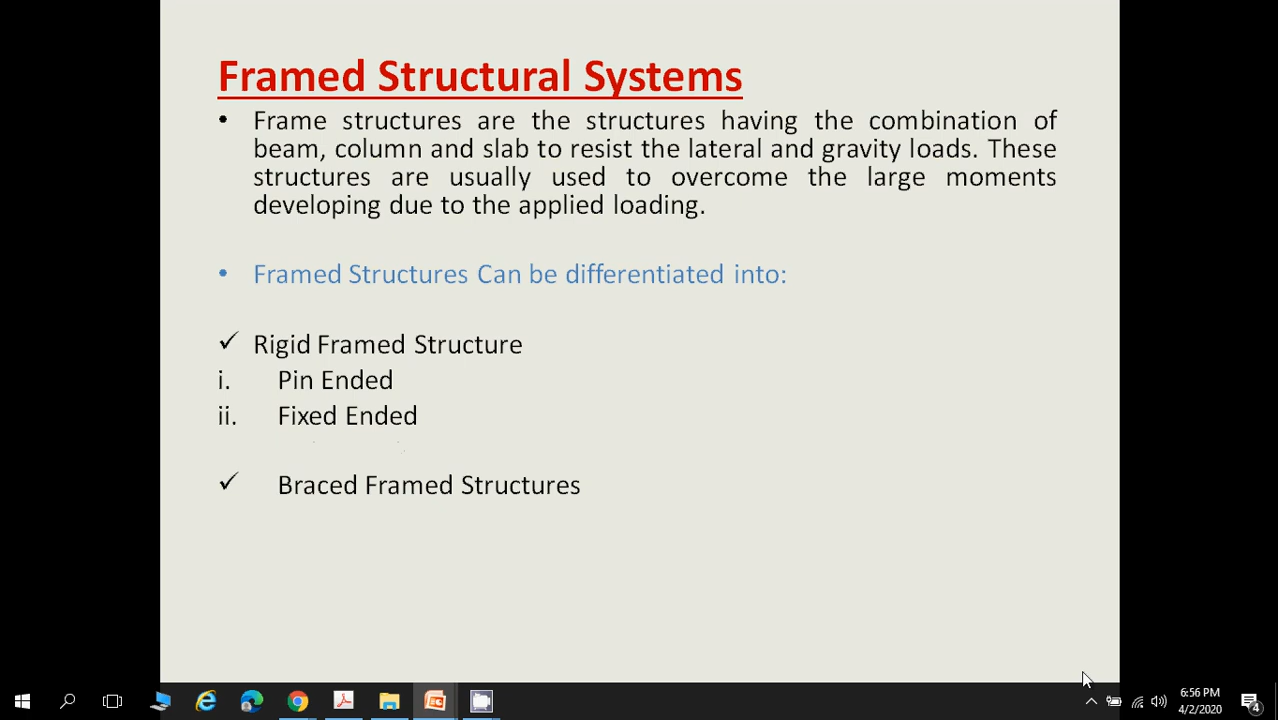 Framed Structural Systems
• Frame structures are the structures having the combination of
beam, column and slab to resist the lateral and gravity loads. These
structures are usually used to overcome the large moments
developing due to the applied loading.
• Framed Structures Can be differentiated into:
✓ Rigid Framed Structure
i. Pin Ended
ii. Fixed Ended
✓ Braced Framed Structures
6:56 PM
4/2/2020
4